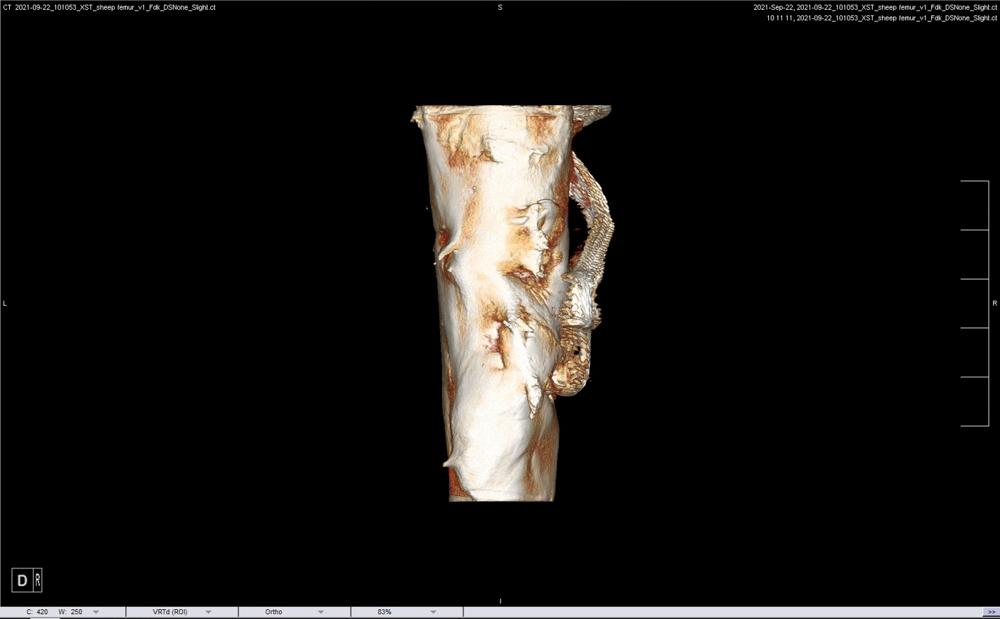 CT 2021-09-22_101053_XST_sheep femur_v1_Fdk_DSNone_Slight.ct
S
2021-Sep-22, 2021-09-22_101053_XST_sheep femur_v1_Fdk_DSNone_Slight.ct
10 11 11, 2021-09-22_101053_XST_sheep femur_v1_Fdk_DSNone_Slight.ct
L
R
D R
I
C: 420 W: 250 VRTd (ROI) Ortho 83% >>